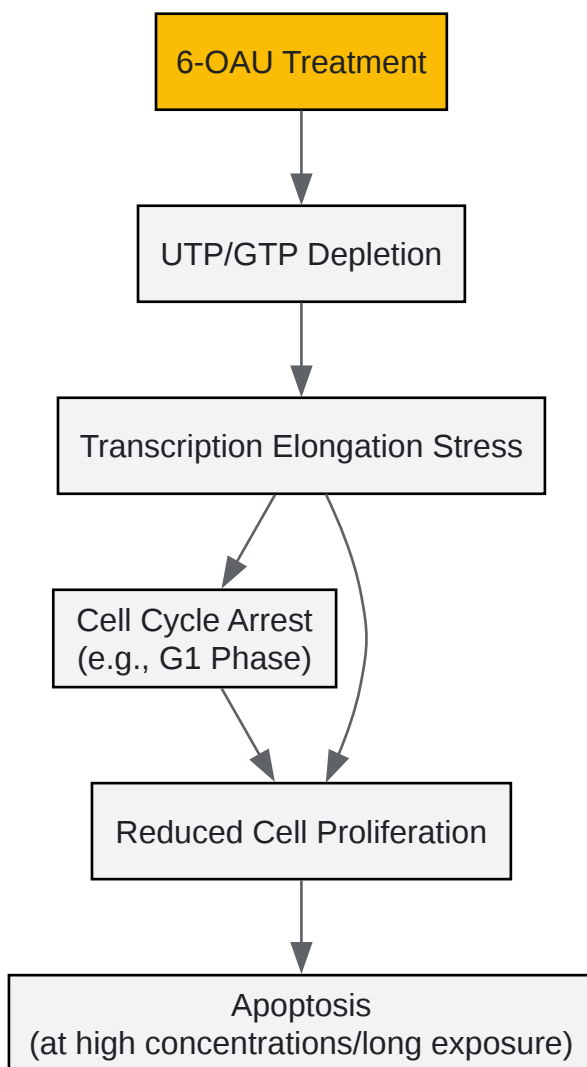 6-OAU Treatment
UTP/GTP Depletion
Transcription Elongation Stress
Cell Cycle Arrest
(e.g., G1 Phase)
Reduced Cell Proliferation
Apoptosis
(at high concentrations/long exposure)